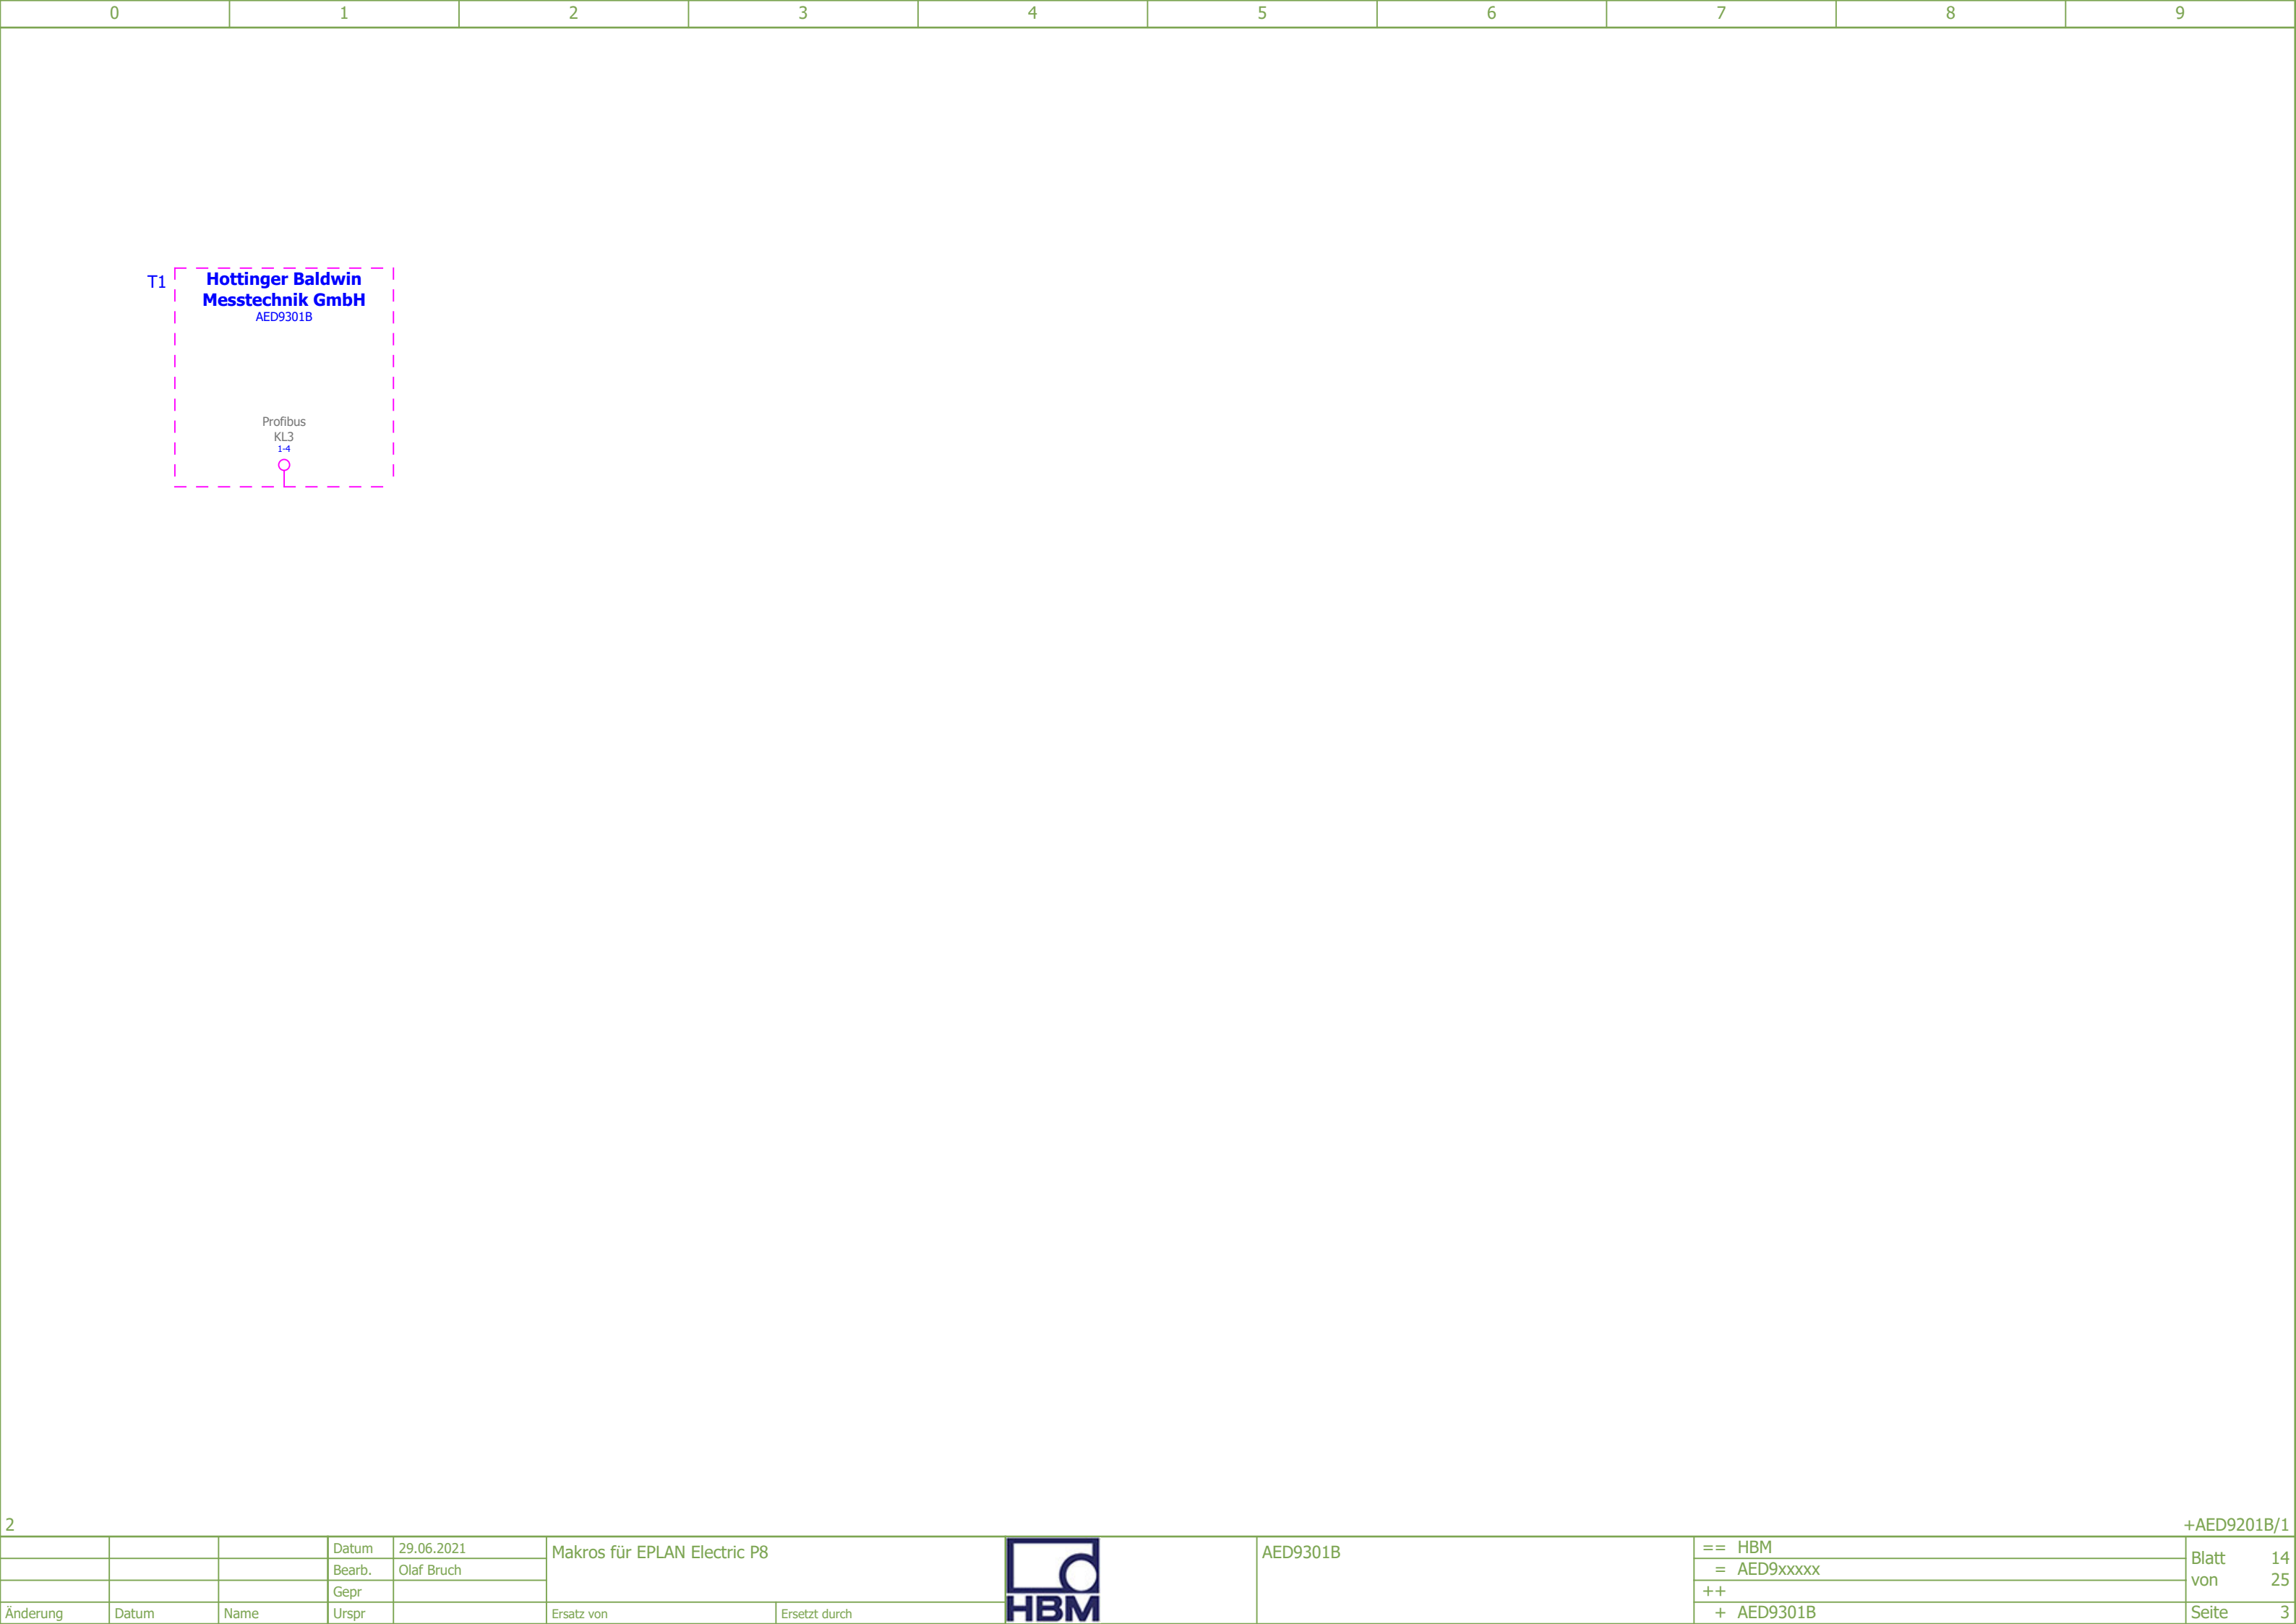 0 1 2 3 4 5 6 7 8 9
T1
Hottinger Baldwin
Messtechnik GmbH
AED9301B
Profibus
KL3
1-4
2
+AED9201B/1
Datum 29.06.2021
Bearb. Olaf Bruch
Gepr
Änderung Datum Name Urspr
Makros für EPLAN Electric P8
Ersatz von Ersetzt durch
HBM
AED9301B
== HBM
= AED9xxxxx
++
+ AED9301B
Blatt 14
von 25
Seite 3